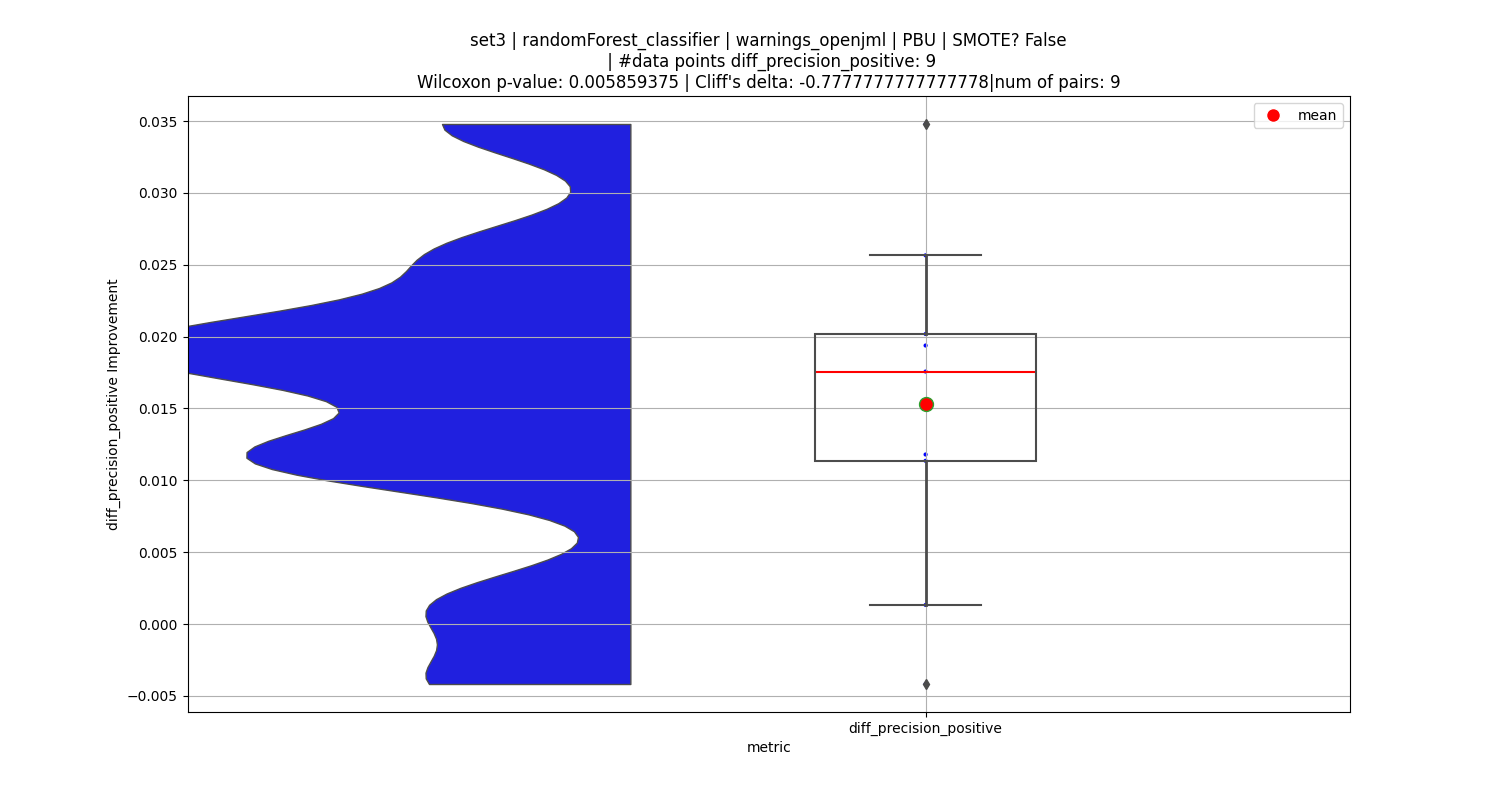 set3 | randomForest_classifier | warnings_openjml | PBU | SMOTE? False
| #data points diff_precision_positive: 9
Wilcoxon p-value: 0.005859375 | Cliff's delta: -0.7777777777777778|num of pairs: 9
mean
0.035
0.030
0.025
0.020
0.015
0.010
0.005
0.000
−0.005
diff_precision_positive Improvement
diff_precision_positive
metric